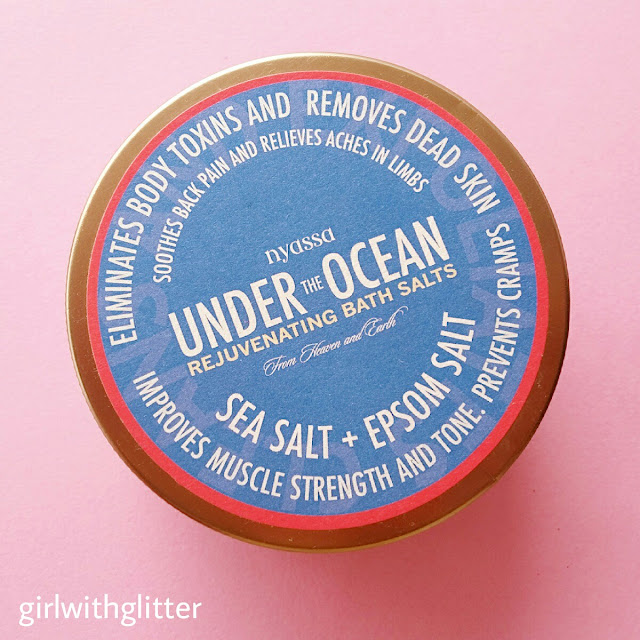 ELIMINATES BODY TOXINS AND REMOVES DEAD SKIN
SOOTHES BACK PAIN AND RELIEVES ACHES IN LIMBS
nyassa
UNDER THE OCEAN
REJUVENATING BATH SALTS
From Heaven and Earth
SEA SALT + EPSOM SALT
IMPROVES MUSCLE STRENGTH AND TONE. PREVENTS CRAMPS
girlwithglitter